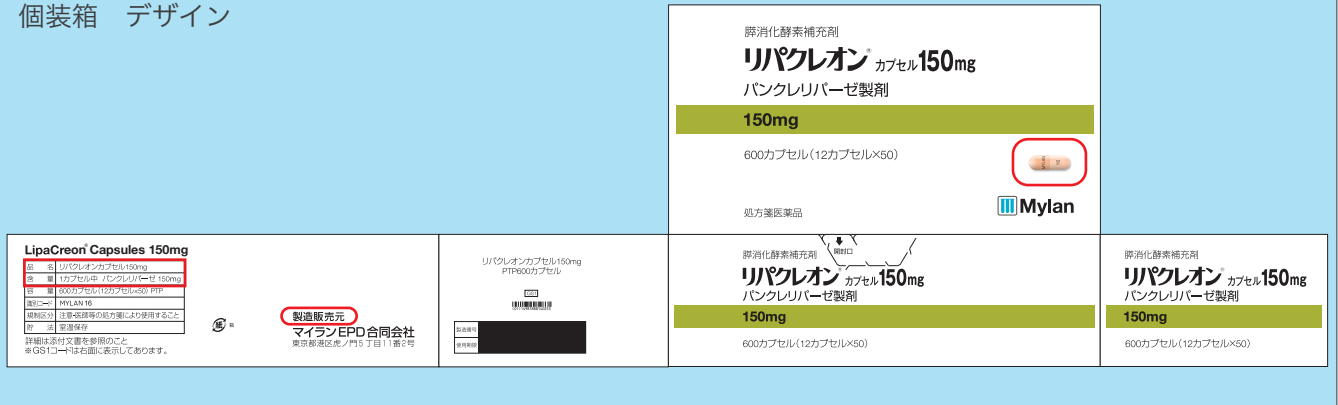 個装箱 デザイン
膵消化酵素補充剤
リパクレオン® カプセル150mg
パンクレリパーゼ製剤
150mg
600カプセル(12カプセル×50)
処方箋医薬品
Mylan
LipaCreon® Capsules 150mg
品 名 リパクレオンカプセル150mg
含 量 1カプセル中 パンクレリパーゼ 150mg
容 量 600カプセル(12カプセル×50) PTP
識別コード MYLAN 16
規制区分 注意-医師等の処方箋により使用すること
貯 法 室温保存
詳細は添付文書を参照のこと
※GS1コードは右面に表示してあります。
紙 箱
製造販売元
マイランEPD合同会社
東京都港区虎ノ門5丁目11番2号
リパクレオンカプセル150mg
PTP600カプセル
製造番号
使用期限
開封口
膵消化酵素補充剤
リパクレオン® カプセル150mg
パンクレリパーゼ製剤
150mg
600カプセル(12カプセル×50)
膵消化酵素補充剤
リパクレオン® カプセル150mg
パンクレリパーゼ製剤
150mg
600カプセル(12カプセル×50)